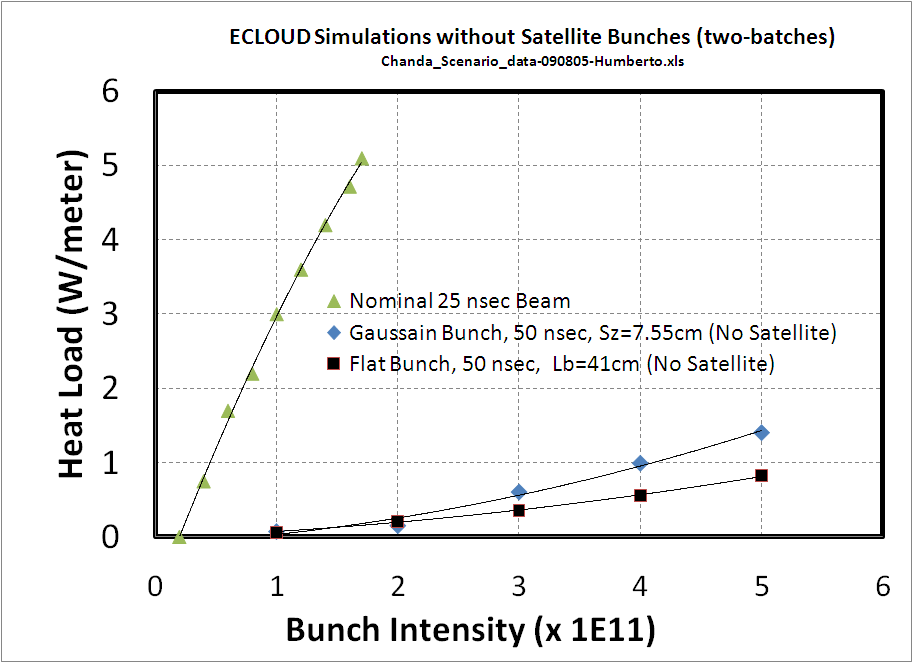 ECLOUD Simulations without Satellite Bunches (two-batches)
Chanda_Scenario_data-090805-Humberto.xls
6
5
4
3
2
1
0
Heat Load (W/meter)
Nominal 25 nsec Beam
Gaussain Bunch, 50 nsec, Sz=7.55cm (No Satellite)
Flat Bunch, 50 nsec, Lb=41cm (No Satellite)
0 1 2 3 4 5 6
Bunch Intensity (x 1E11)